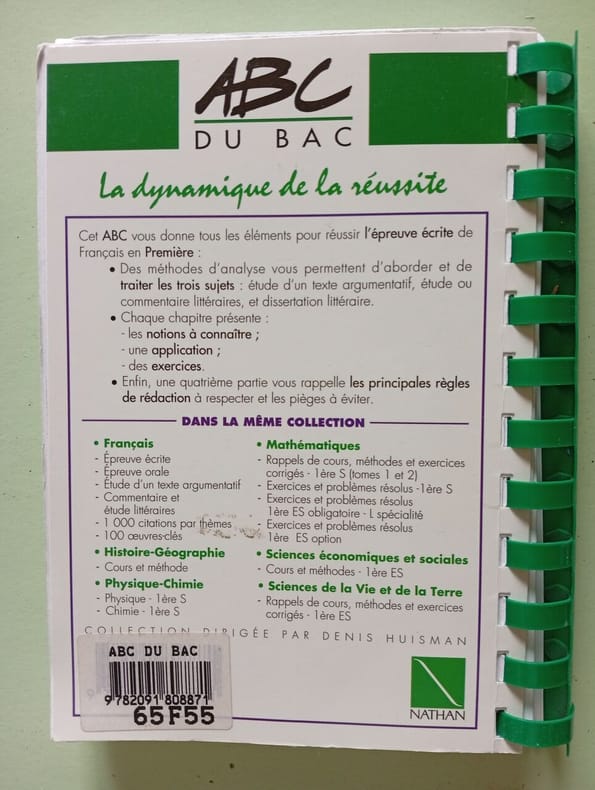 ABC
DU BAC
La dynamique de la réussite
Cet ABC vous donne tous les éléments pour réussir l'épreuve écrite de
Français en Première :
• Des méthodes d'analyse vous permettent d'aborder et de
traiter les trois sujets : étude d'un texte argumentatif, étude ou
commentaire littéraires, et dissertation littéraire.
• Chaque chapitre présente :
- les notions à connaître ;
- une application ;
- des exercices.
• Enfin, une quatrième partie vous rappelle les principales règles
de rédaction à respecter et les pièges à éviter.
DANS LA MÊME COLLECTION
• Français
- Épreuve écrite
- Épreuve orale
- Étude d'un texte argumentatif
- Commentaire et
étude littéraires
- 1 000 citations par thèmes
- 100 œuvres-clés
• Histoire-Géographie
- Cours et méthode
• Physique-Chimie
- Physique - 1ère S
- Chimie - 1ère S
• Mathématiques
- Rappels de cours, méthodes et exercices
corrigés - 1ère S (tomes 1 et 2)
- Exercices et problèmes résolus -1ère S
- Exercices et problèmes résolus
1ère ES obligatoire - L spécialité
- Exercices et problèmes résolus
1ère ES option
• Sciences économiques et sociales
- Cours et méthodes - 1ère ES
• Sciences de la Vie et de la Terre
- Rappels de cours, méthodes et exercices
corrigés - 1ère ES
COLLECTION DIRIGÉE PAR DENIS HUISMAN
ABC DU BAC
9 782091 808871
65F55
NATHAN